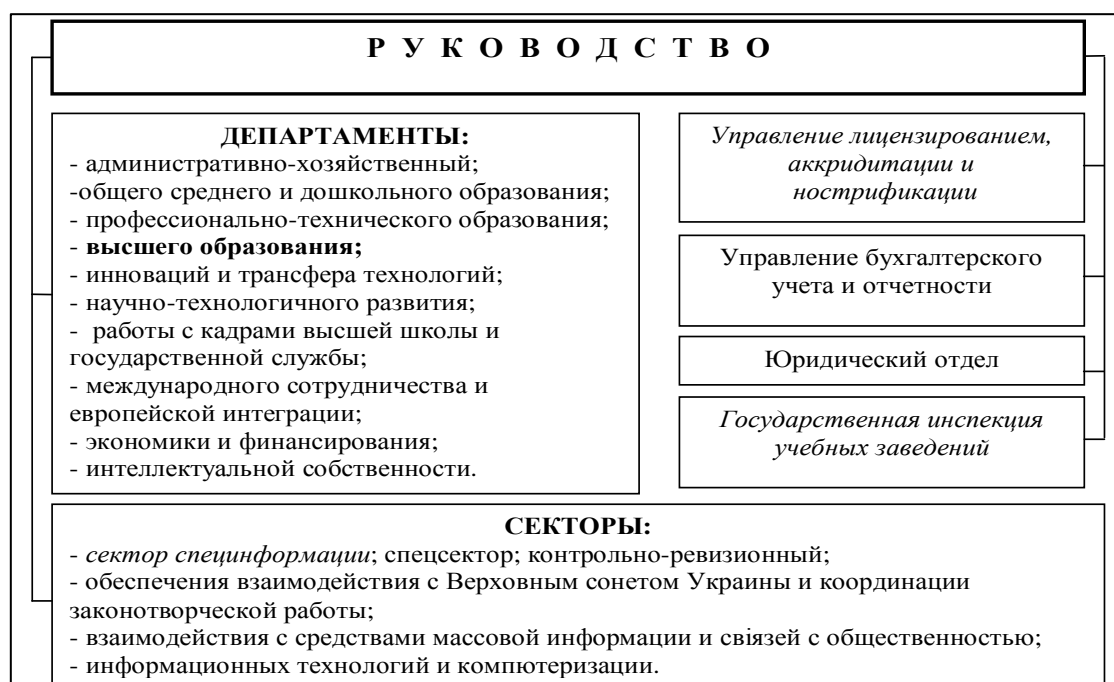 Р У К О В О Д С Т В О
ДЕПАРТАМЕНТЫ:
- административно-хозяйственный;
-общего среднего и дошкольного образования;
- профессионально-технического образования;
- высшего образования;
- инноваций и трансфера технологий;
- научно-технологичного развития;
- работы с кадрами высшей школы и
государственной службы;
- международного сотрудничества и
европейской интеграции;
- экономики и финансирования;
- интеллектуальной собственности.
Управление лицензированием,
аккридитации и
нострификации
Управление бухгалтерского
учета и отчетности
Юридический отдел
Государственная инспекция
учебных заведений
СЕКТОРЫ:
- сектор специнформации; спецсектор; контрольно-ревизионный;
- обеспечения взаимодействия с Верховным сонетом Украины и координации
законотворческой работы;
- взаимодействия с средствами массовой информации и свіязей с общественностью;
- информационных технологий и компютеризации.